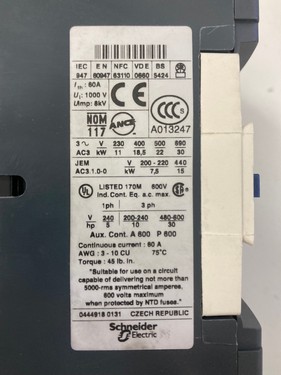 IEC EN NFC VDE BS
947 60947 63110 0660 5424
Ith: 60A
Ui: 1000 V
Uimp: 8kV
CE
CCC
A013247
NOM
117
ANCE
3~ V 230 400 500 690
AC3 kW 11 18,5 22 30
JEM V 200-220 440
AC3.1.0-0 kW 7,5 15
UL LISTED 170M 600V
Ind. Cont. Eq. a.c. max
1ph 3 ph
V 240 200-240 480-600
hp 5 10 30
Aux. Cont. A 600 P 600
Continuous current : 60 A
AWG : 3 - 10 CU 75°C
Torque : 45 lb. in.
"Suitable for use on a circuit
capable of delivering not more than
5000-rms symmetrical amperes,
600 volts maximum
when protected by NTD fuses."
0444918 0131 CZECH REPUBLIC
Schneider
Electric